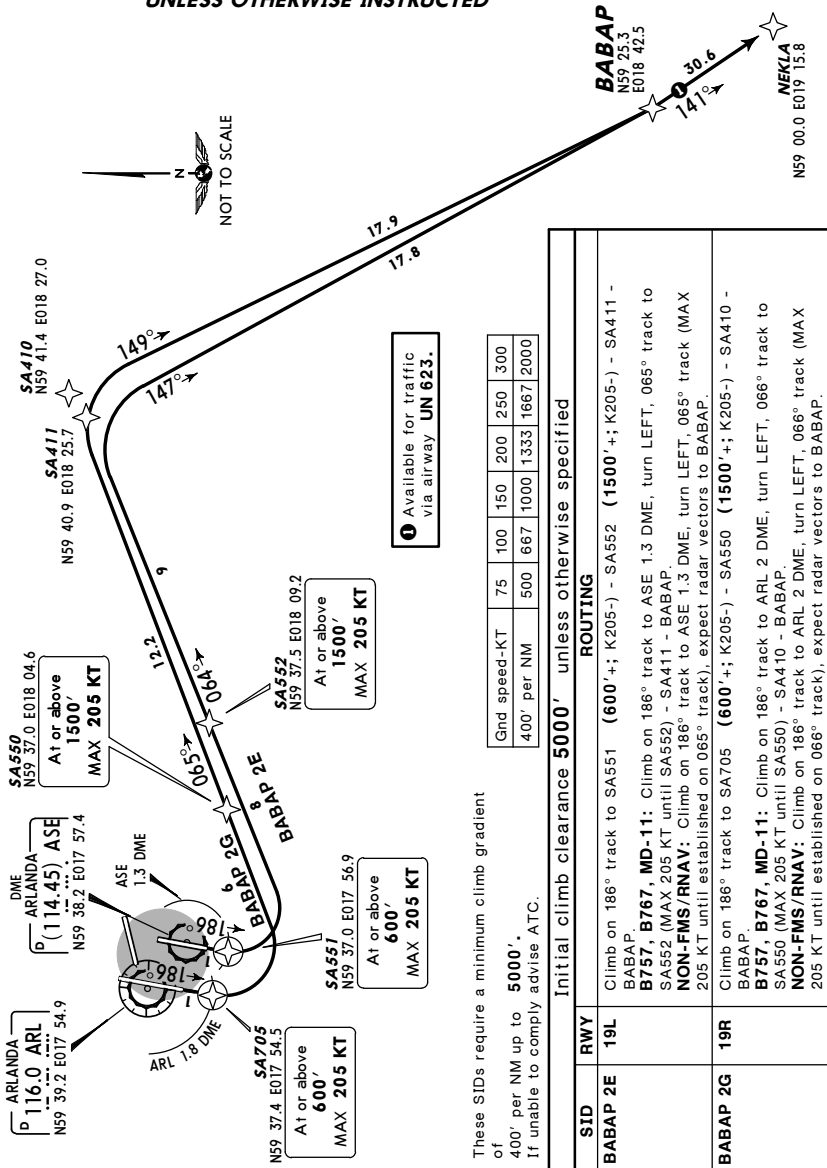 UNLESS OTHERWISE INSTRUCTED
ARLANDA
D 116.0 ARL
N59 39.2 E017 54.9
DME
ARLANDA
D (114.45) ASE
N59 38.2 E017 57.4
SA550
N59 37.0 E018 04.6
At or above
1500'
MAX 205 KT
SA411
N59 40.9 E018 25.7
SA410
N59 41.4 E018 27.0
N
NOT TO SCALE
BABAP
N59 25.3
E018 42.5
ASE
1.3 DME
ARL 1.8 DME
186°
186°
1
1
6
BABAP 2G
8
BABAP 2E
065°
064°
12.2
9
149°
147°
17.9
17.8
1
141°
30.6
NEKLA
N59 00.0 E019 15.8
SA705
N59 37.4 E017 54.5
At or above
600'
MAX 205 KT
SA551
N59 37.0 E017 56.9
At or above
600'
MAX 205 KT
SA552
N59 37.5 E018 09.2
At or above
1500'
MAX 205 KT
1 Available for traffic
via airway UN 623.
These SIDs require a minimum climb gradient
of
400' per NM up to 5000'.
If unable to comply advise ATC.
Gnd speed-KT 75 100 150 200 250 300
400' per NM 500 667 1000 1333 1667 2000
Initial climb clearance 5000' unless otherwise specified
SID RWY ROUTING
BABAP 2E 19L Climb on 186° track to SA551 (600'+; K205-) - SA552 (1500'+; K205-) - SA411 -
BABAP.
B757, B767, MD-11: Climb on 186° track to ASE 1.3 DME, turn LEFT, 065° track to
SA552 (MAX 205 KT until SA552) - SA411 - BABAP.
NON-FMS/RNAV: Climb on 186° track to ASE 1.3 DME, turn LEFT, 065° track (MAX
205 KT until established on 065° track), expect radar vectors to BABAP.
BABAP 2G 19R Climb on 186° track to SA705 (600'+; K205-) - SA550 (1500'+; K205-) - SA410 -
BABAP.
B757, B767, MD-11: Climb on 186° track to ARL 2 DME, turn LEFT, 066° track to
SA550 (MAX 205 KT until SA550) - SA410 - BABAP.
NON-FMS/RNAV: Climb on 186° track to ARL 2 DME, turn LEFT, 066° track (MAX
205 KT until established on 066° track), expect radar vectors to BABAP.